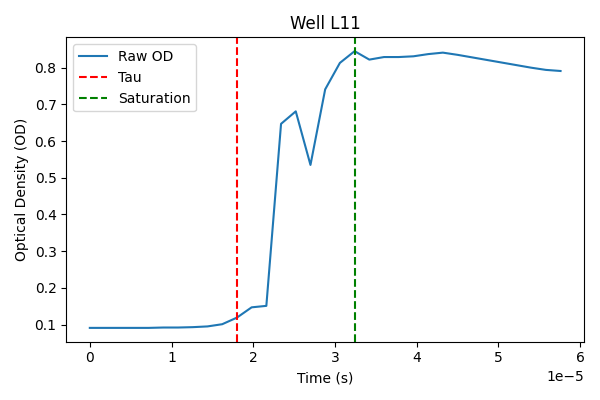 Well L11
Raw OD
Tau
Saturation
Optical Density (OD)
0.8
0.7
0.6
0.5
0.4
0.3
0.2
0.1
0 1 2 3 4 5 6
1e−5
Time (s)